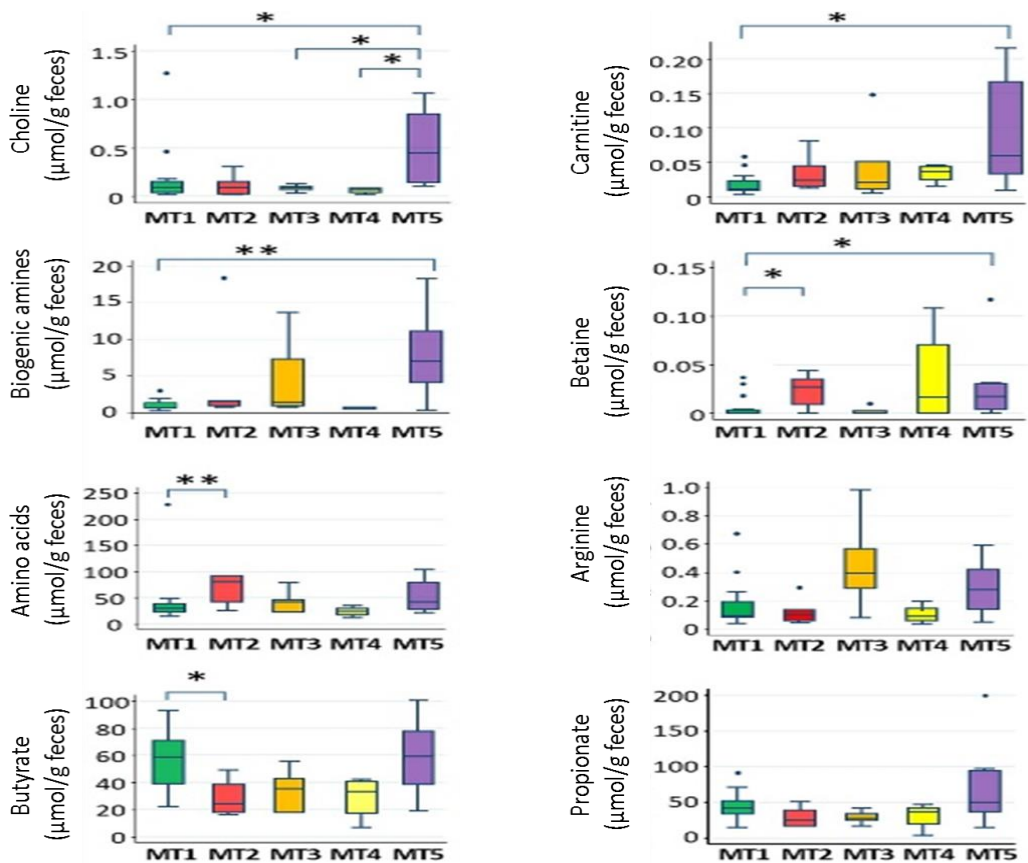 * * *
Choline
(µmol/g feces)
1.5
1.0
0.5
0
MT1 MT2 MT3 MT4 MT5
*
Carnitine
(µmol/g feces)
0.20
0.15
0.10
0.05
0
MT1 MT2 MT3 MT4 MT5
**
Biogenic amines
(µmol/g feces)
20
15
10
5
0
MT1 MT2 MT3 MT4 MT5
* *
Betaine
(µmol/g feces)
0.15
0.10
0.05
0
MT1 MT2 MT3 MT4 MT5
**
Amino acids
(µmol/g feces)
250
200
150
100
50
0
MT1 MT2 MT3 MT4 MT5
Arginine
(µmol/g feces)
1.0
0.8
0.6
0.4
0.2
0
MT1 MT2 MT3 MT4 MT5
*
Butyrate
(µmol/g feces)
100
80
60
40
20
0
MT1 MT2 MT3 MT4 MT5
Propionate
(µmol/g feces)
200
150
100
50
0
MT1 MT2 MT3 MT4 MT5